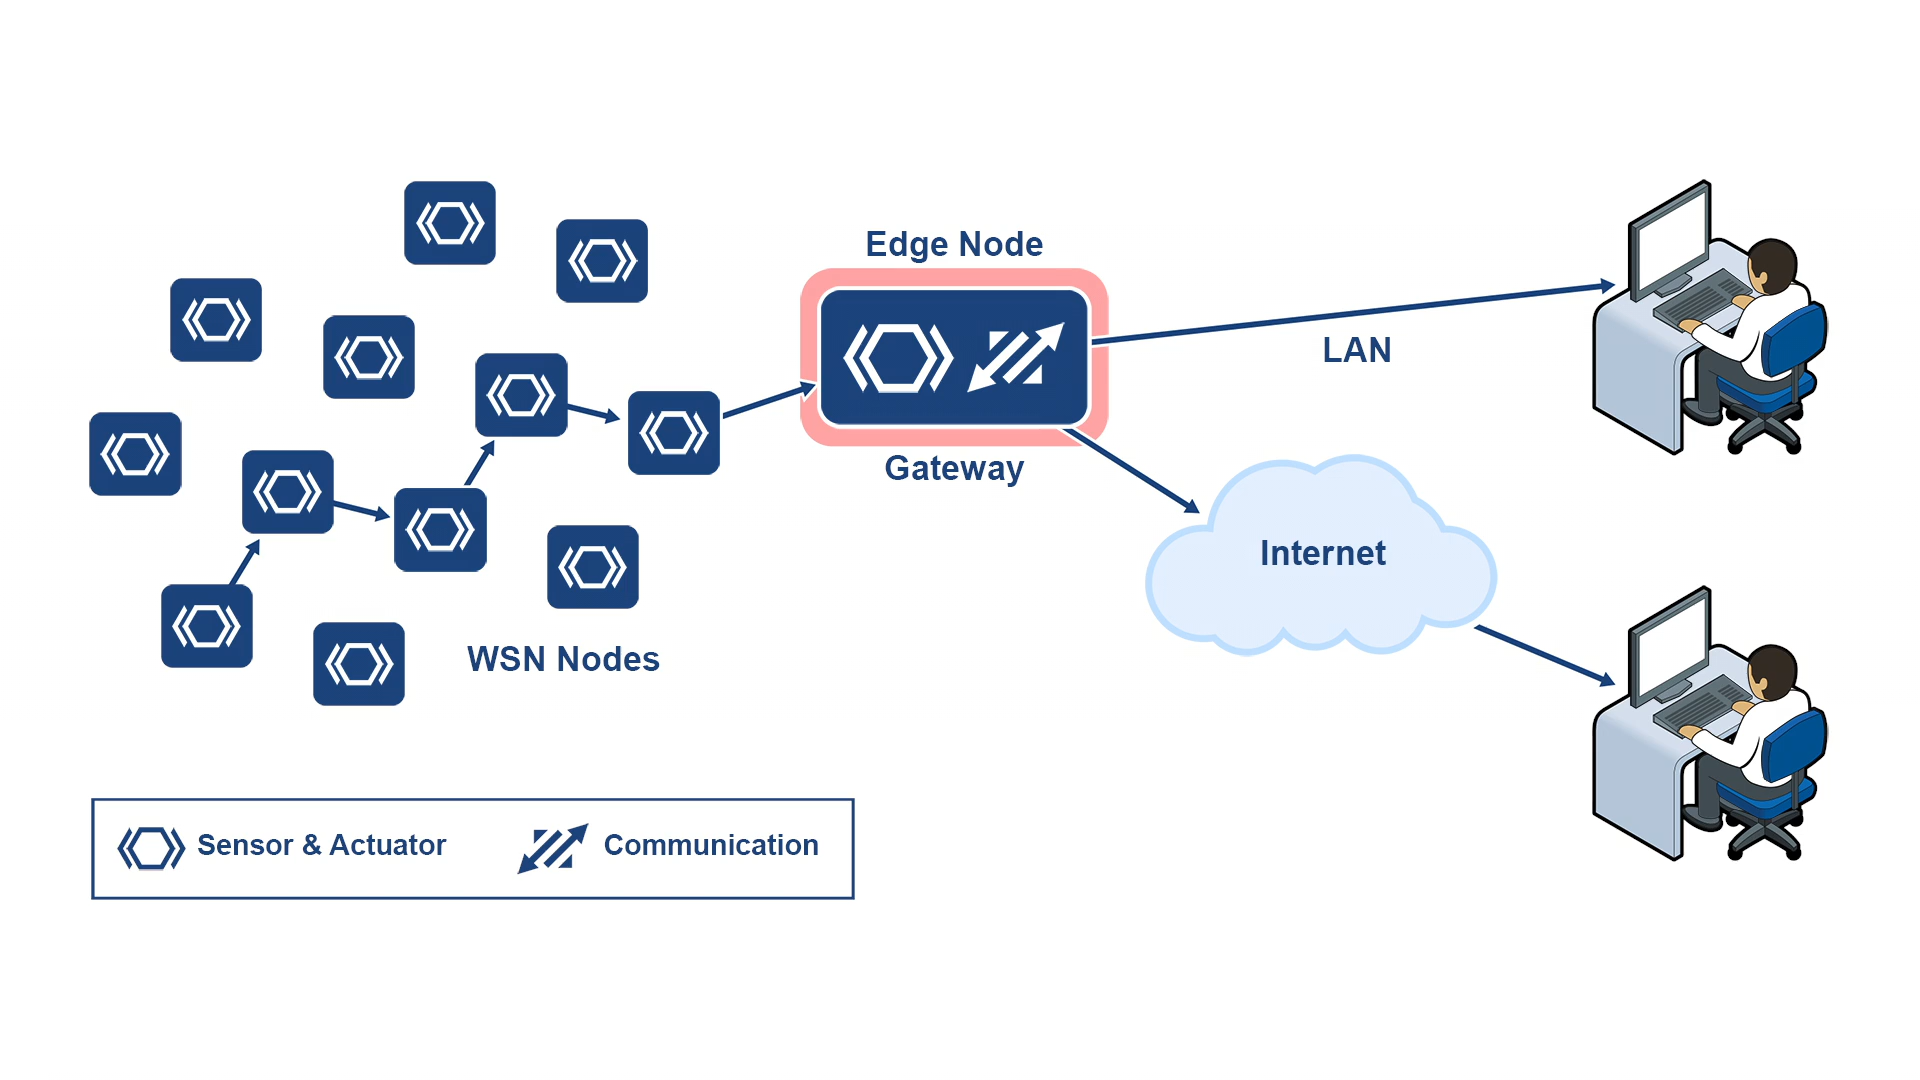 Edge Node
LAN
Gateway
Internet
WSN Nodes
Sensor & Actuator
Communication